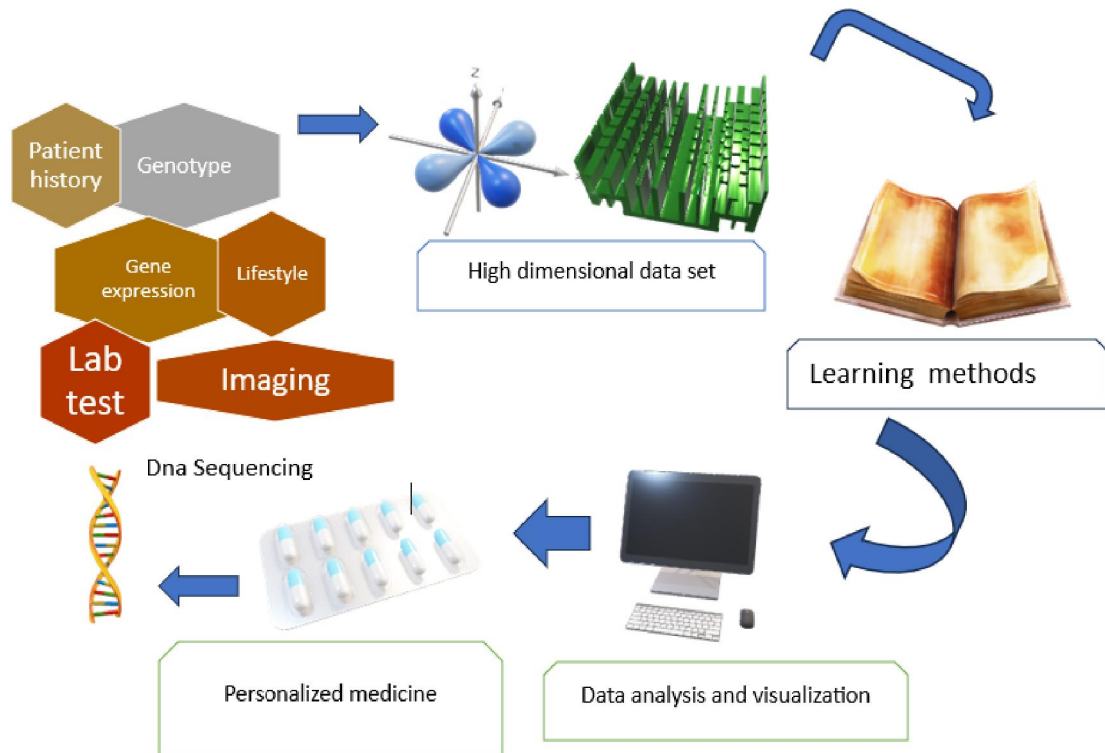 Z
Patient
history
Genotype
Gene
expression
Lifestyle
High dimensional data set
Lab
test
Imaging
Learning methods
Dna Sequencing
Personalized medicine
Data analysis and visualization